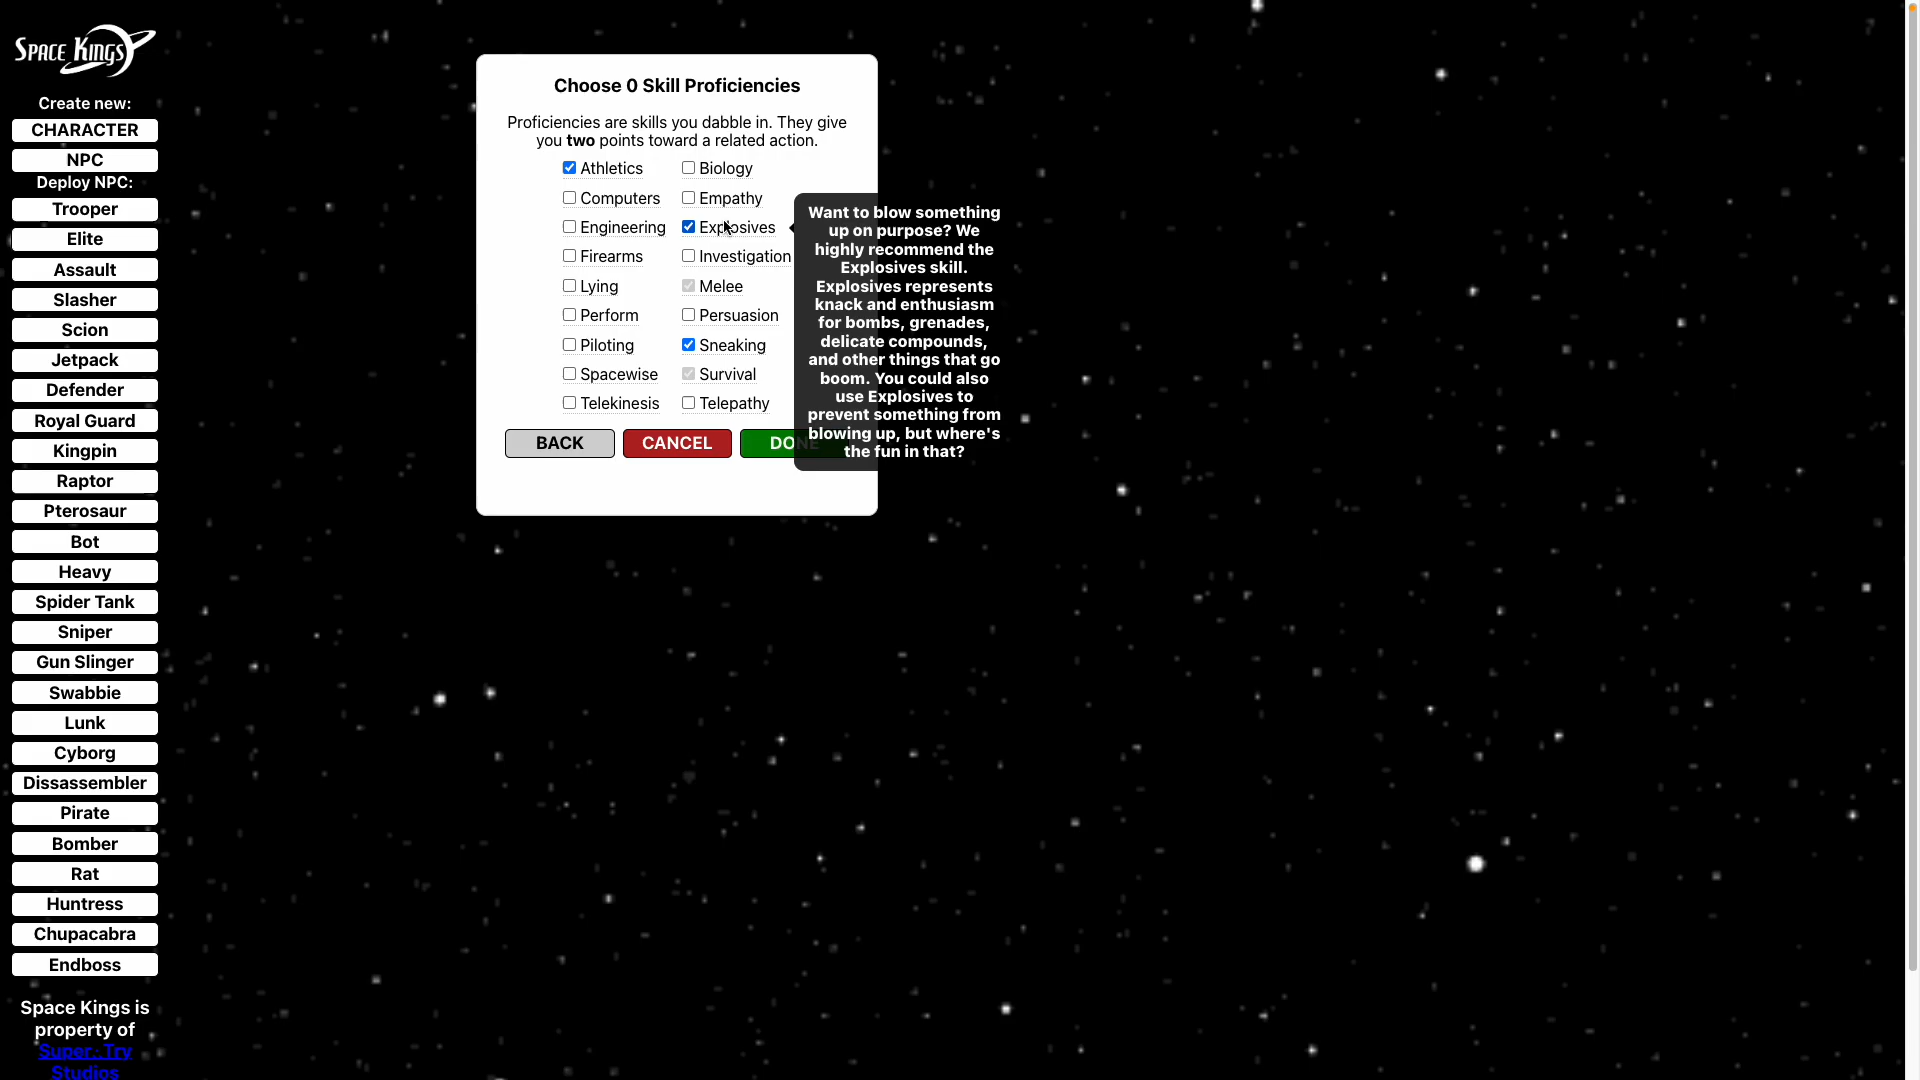 SPACE KINGS
Create new:
CHARACTER
NPC
Deploy NPC:
Trooper
Elite
Assault
Slasher
Scion
Jetpack
Defender
Royal Guard
Kingpin
Raptor
Pterosaur
Bot
Heavy
Spider Tank
Sniper
Gun Slinger
Swabbie
Lunk
Cyborg
Dissassembler
Pirate
Bomber
Rat
Huntress
Chupacabra
Endboss
Space Kings is
property of
Super Try
Studios
Choose 0 Skill Proficiencies
Proficiencies are skills you dabble in. They give
you two points toward a related action.
Athletics Biology
Computers Empathy
Engineering Explosives
Firearms Investigation
Lying Melee
Perform Persuasion
Piloting Sneaking
Spacewise Survival
Telekinesis Telepathy
BACK CANCEL DONE
Want to blow something
up on purpose? We
highly recommend the
Explosives skill.
Explosives represents
knack and enthusiasm
for bombs, grenades,
delicate compounds,
and other things that go
boom. You could also
use Explosives to
prevent something from
blowing up, but where's
the fun in that?